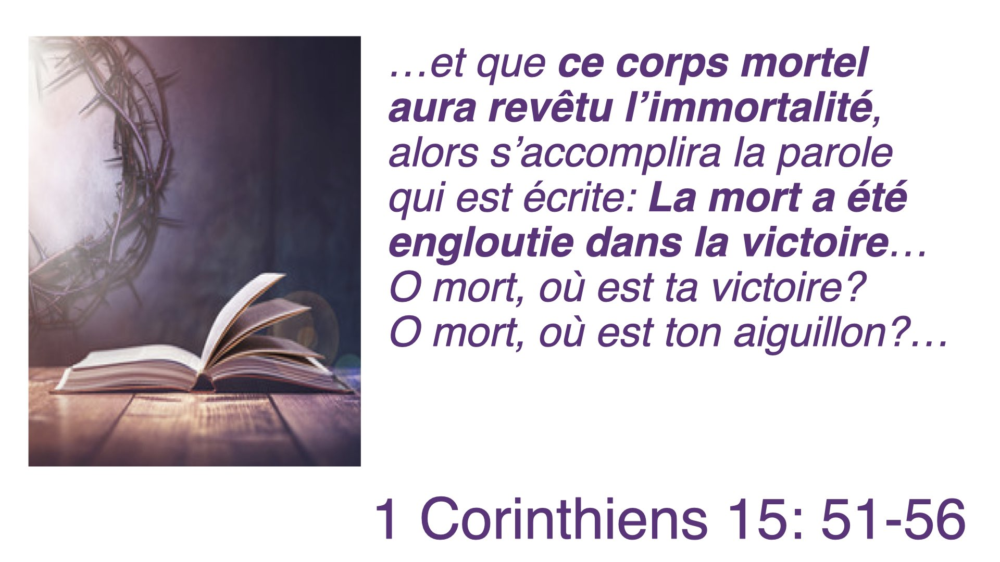 …et que ce corps mortel
aura revêtu l’immortalité,
alors s’accomplira la parole
qui est écrite: La mort a été
engloutie dans la victoire…
O mort, où est ta victoire?
O mort, où est ton aiguillon?…
1 Corinthiens 15: 51-56